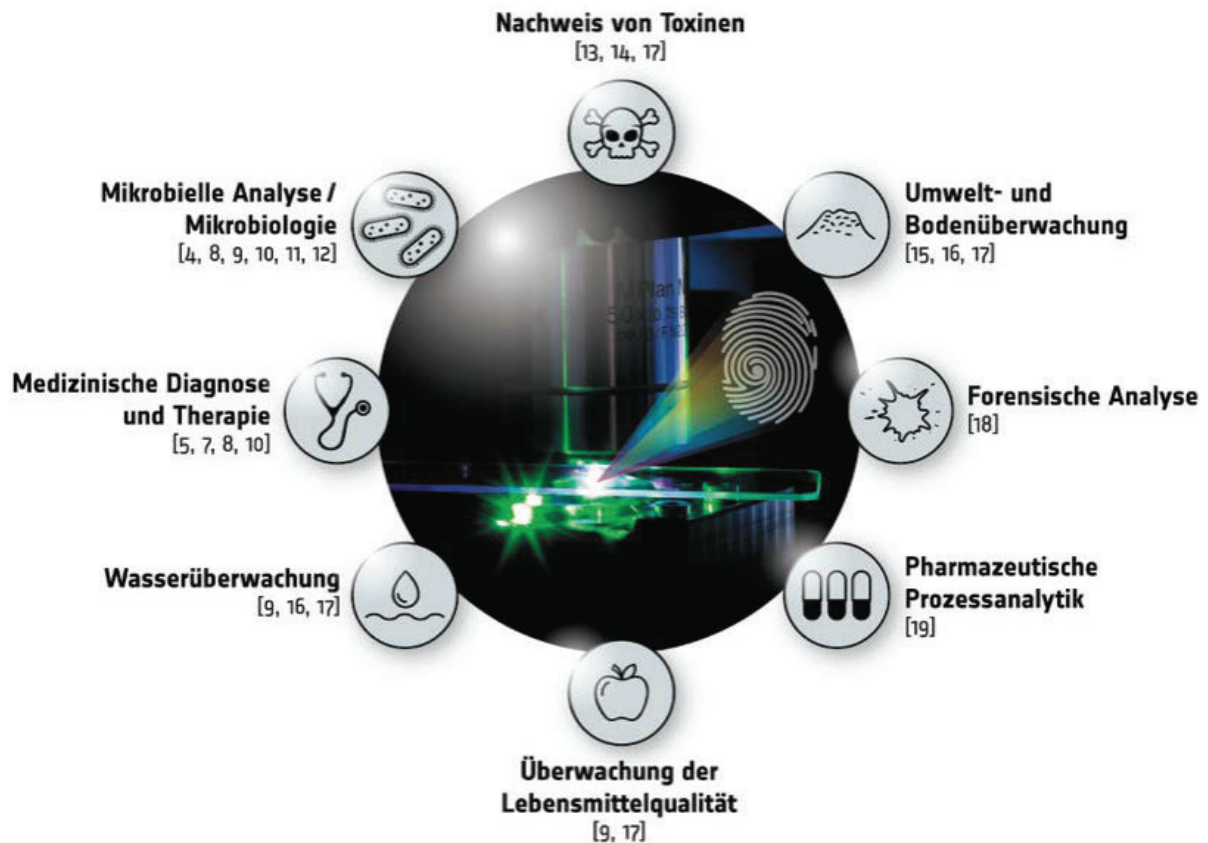 Nachweis von Toxinen
[13, 14, 17]
Umwelt- und
Bodenüberwachung
[15, 16, 17]
Forensische Analyse
[18]
Pharmazeutische
Prozessanalytik
[19]
Überwachung der
Lebensmittelqualität
[9, 17]
Wasserüberwachung
[9, 16, 17]
Medizinische Diagnose
und Therapie
[5, 7, 8, 10]
Mikrobielle Analyse /
Mikrobiologie
[4, 8, 9, 10, 11, 12]